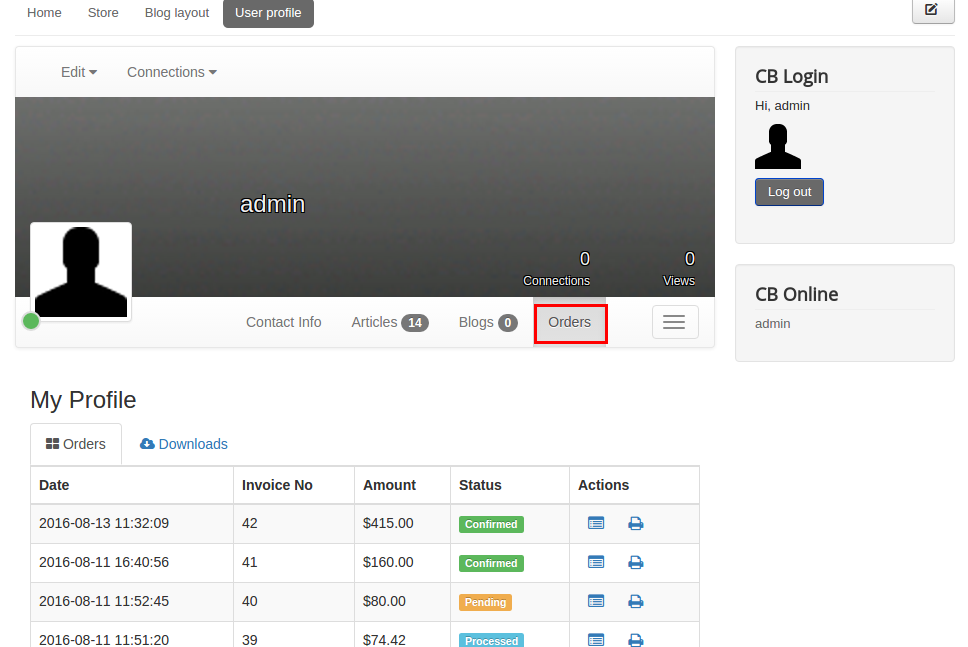 Home Store Blog layout User profile
Edit Connections
admin
0 0
Connections Views
Contact Info Articles 14 Blogs 0 Orders
CB Login
Hi, admin
Log out
CB Online
admin
My Profile
Orders Downloads
Date Invoice No Amount Status Actions
2016-08-13 11:32:09 42 $415.00 Confirmed
2016-08-11 16:40:56 41 $160.00 Confirmed
2016-08-11 11:52:45 40 $80.00 Pending
2016-08-11 11:51:20 39 $74.42 Processed